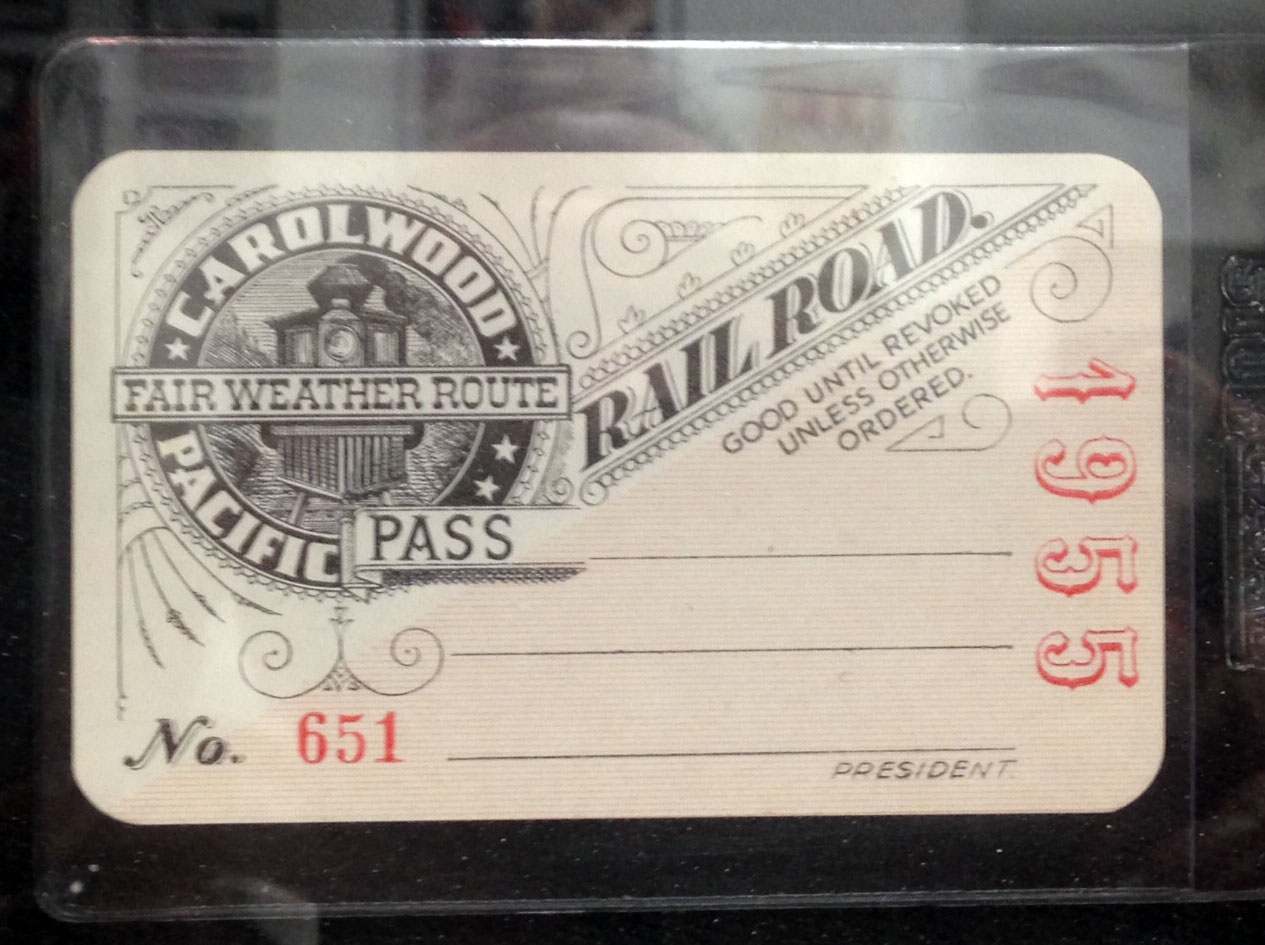 CAROLWOOD
FAIR WEATHER ROUTE
PACIFIC
PASS
RAIL ROAD.
GOOD UNTIL REVOKED
UNLESS OTHERWISE
ORDERED.
1955
No. 651
PRESIDENT.